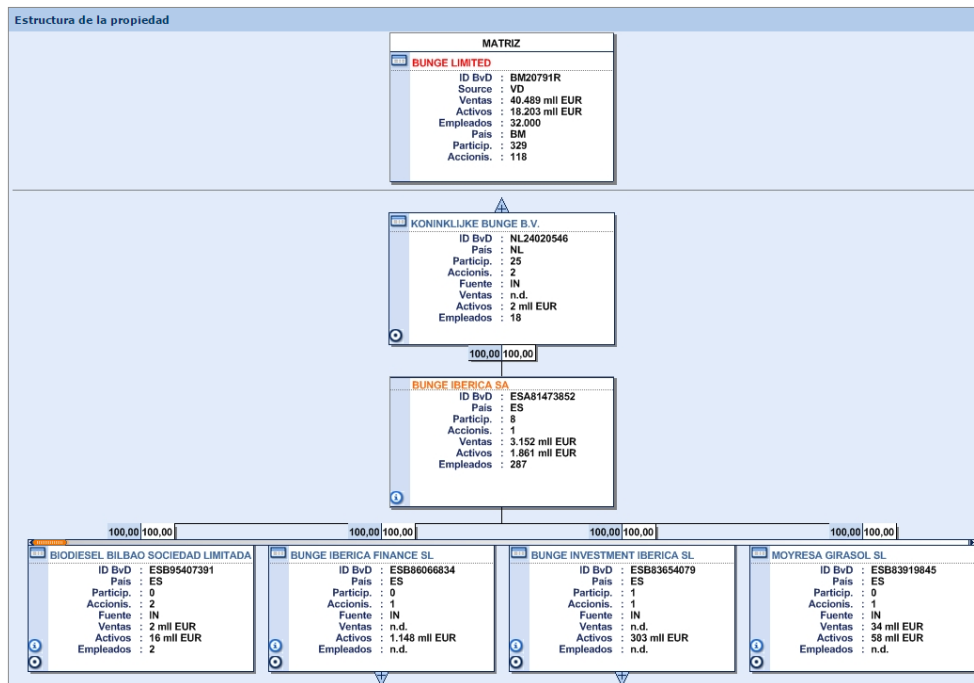 Estructura de la propiedad
MATRIZ
BUNGE LIMITED
ID BvD : BM20791R
Source : VD
Ventas : 40.489 mll EUR
Activos : 18.203 mll EUR
Empleados : 32.000
País : BM
Particip. : 329
Accionis. : 118
KONINKLIJKE BUNGE B.V.
ID BvD : NL24020546
País : NL
Particip. : 25
Accionis. : 2
Fuente : IN
Ventas : n.d.
Activos : 2 mll EUR
Empleados : 18
100,00 100,00
BUNGE IBERICA SA
ID BvD : ESA81473852
País : ES
Particip. : 8
Accionis. : 1
Ventas : 3.152 mll EUR
Activos : 1.861 mll EUR
Empleados : 287
100,00 100,00
BIODIESEL BILBAO SOCIEDAD LIMITADA
ID BvD : ESB95407391
País : ES
Particip. : 0
Accionis. : 2
Fuente : IN
Ventas : 2 mll EUR
Activos : 16 mll EUR
Empleados : 2
100,00 100,00
BUNGE IBERICA FINANCE SL
ID BvD : ESB86066834
País : ES
Particip. : 0
Accionis. : 1
Fuente : IN
Ventas : n.d.
Activos : 1.148 mll EUR
Empleados : n.d.
100,00 100,00
BUNGE INVESTMENT IBERICA SL
ID BvD : ESB83654079
País : ES
Particip. : 1
Accionis. : 1
Fuente : IN
Ventas : n.d.
Activos : 303 mll EUR
Empleados : n.d.
100,00 100,00
MOYRESA GIRASOL SL
ID BvD : ESB83919845
País : ES
Particip. : 0
Accionis. : 1
Fuente : IN
Ventas : 34 mll EUR
Activos : 58 mll EUR
Empleados : n.d.